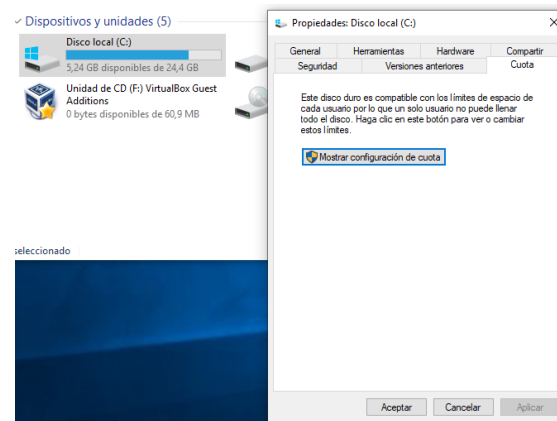 Dispositivos y unidades (5)
Disco local (C:)
5,24 GB disponibles de 24,4 GB
Unidad de CD (F:) VirtualBox Guest
Additions
0 bytes disponibles de 60,9 MB
seleccionado
Propiedades: Disco local (C:)
General Herramientas Hardware Compartir
Seguridad Versiones anteriores Cuota
Este disco duro es compatible con los límites de espacio de
cada usuario por lo que un solo usuario no puede llenar
todo el disco. Haga clic en este botón para ver o cambiar
estos límites.
Mostrar configuración de cuota
Aceptar Cancelar Aplicar